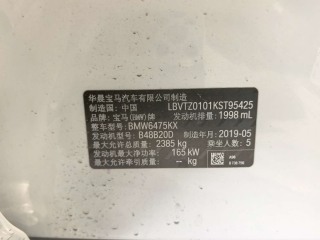 华晨宝马汽车有限公司制造
制造国：中国 LBVTZ0101KST95425
品牌：宝马(BMW)牌 发动机排量：1998 mL
整车型号：BMW6475KX
发动机型号：B48B20D 制造年月：2019-05
最大允许总质量：2385 kg 乘坐人数：5
发动机最大净功率：165 kW
最大允许牵引质量：-- kg